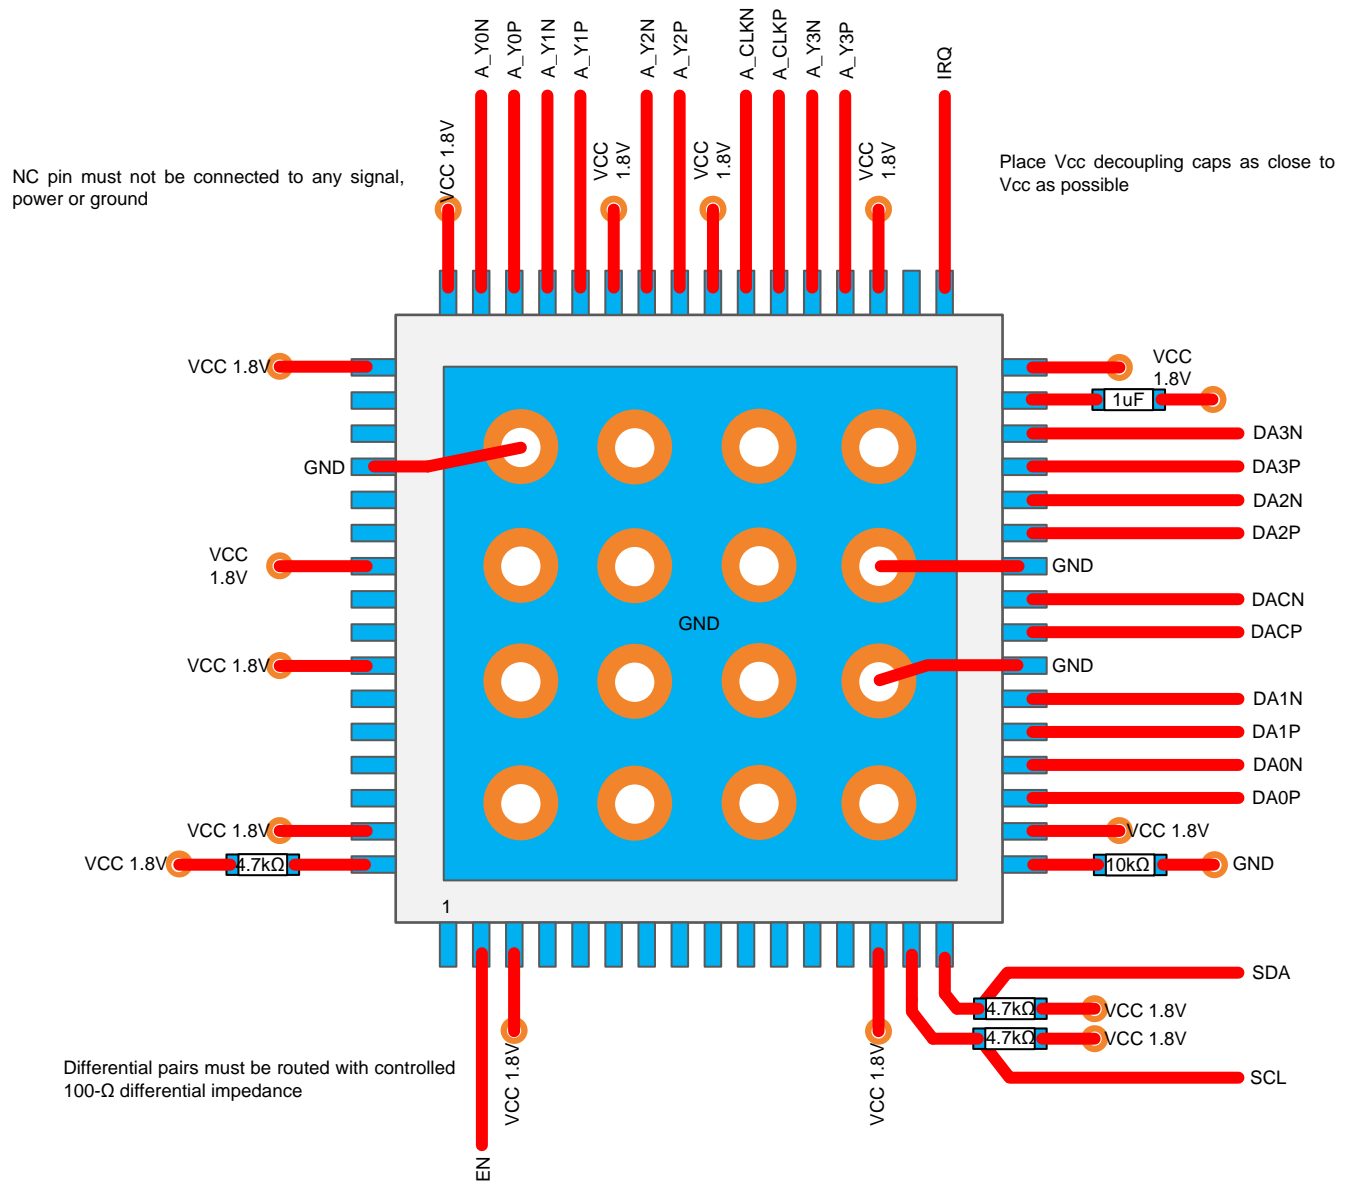 A_Y0N
A_Y0P
A_Y1N
A_Y1P
A_Y2N
A_Y2P
A_CLKN
A_CLKP
A_Y3N
A_Y3P
IRQ
VCC 1.8V
VCC
1.8V
VCC
1.8V
VCC
1.8V
NC pin must not be connected to any signal,
power or ground
Place Vcc decoupling caps as close to
Vcc as possible
VCC 1.8V
GND
VCC
1.8V
VCC 1.8V
VCC 1.8V
VCC 1.8V
4.7kΩ
GND
1
VCC
1.8V
1uF
DA3N
DA3P
DA2N
DA2P
GND
DACN
DACP
GND
DA1N
DA1P
DA0N
DA0P
VCC 1.8V
10kΩ
GND
SDA
4.7kΩ
VCC 1.8V
4.7kΩ
VCC 1.8V
SCL
Differential pairs must be routed with controlled
100-Ω differential impedance
EN
VCC 1.8V
VCC 1.8V